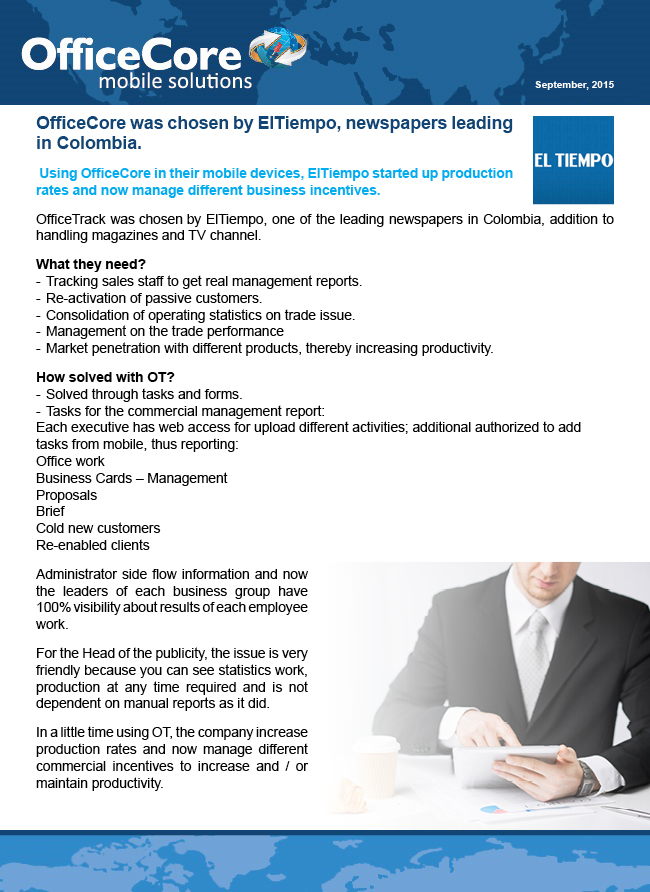 OfficeCore
mobile solutions
September, 2015
OfficeCore was chosen by ElTiempo, newspapers leading
in Colombia.
EL TIEMPO
Using OfficeCore in their mobile devices, ElTiempo started up production
rates and now manage different business incentives.
OfficeTrack was chosen by ElTiempo, one of the leading newspapers in Colombia, addition to
handling magazines and TV channel.
What they need?
- Tracking sales staff to get real management reports.
- Re-activation of passive customers.
- Consolidation of operating statistics on trade issue.
- Management on the trade performance
- Market penetration with different products, thereby increasing productivity.
How solved with OT?
- Solved through tasks and forms.
- Tasks for the commercial management report:
Each executive has web access for upload different activities; additional authorized to add
tasks from mobile, thus reporting:
Office work
Business Cards – Management
Proposals
Brief
Cold new customers
Re-enabled clients
Administrator side flow information and now
the leaders of each business group have
100% visibility about results of each employee
work.
For the Head of the publicity, the issue is very
friendly because you can see statistics work,
production at any time required and is not
dependent on manual reports as it did.
In a little time using OT, the company increase
production rates and now manage different
commercial incentives to increase and / or
maintain productivity.